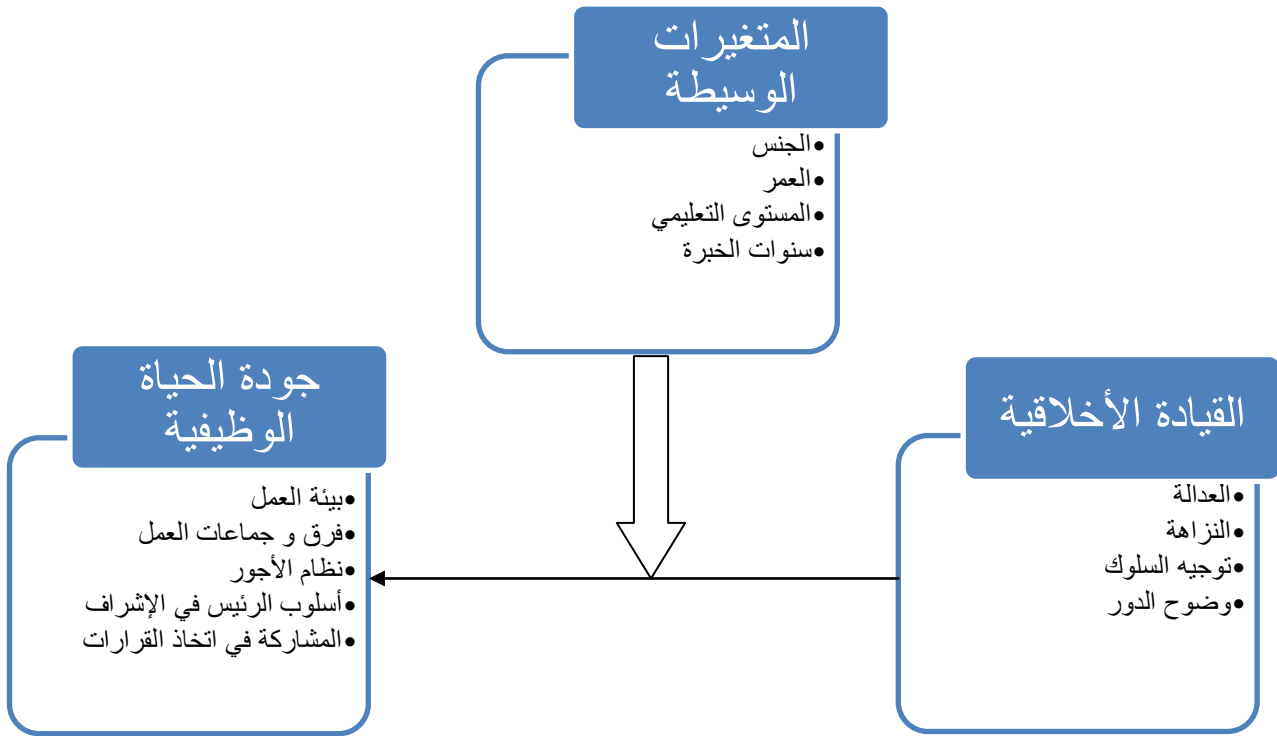 المتغيرات
الوسيطة
•الجنس
•العمر
•المستوى التعليمي
•سنوات الخبرة
القيادة الأخلاقية
•العدالة
•النزاهة
•توجيه السلوك
•وضوح الدور
جودة الحياة
الوظيفية
•بيئة العمل
•فرق و جماعات العمل
•نظام الأجور
•أسلوب الرئيس في الإشراف
•المشاركة في اتخاذ القرارات